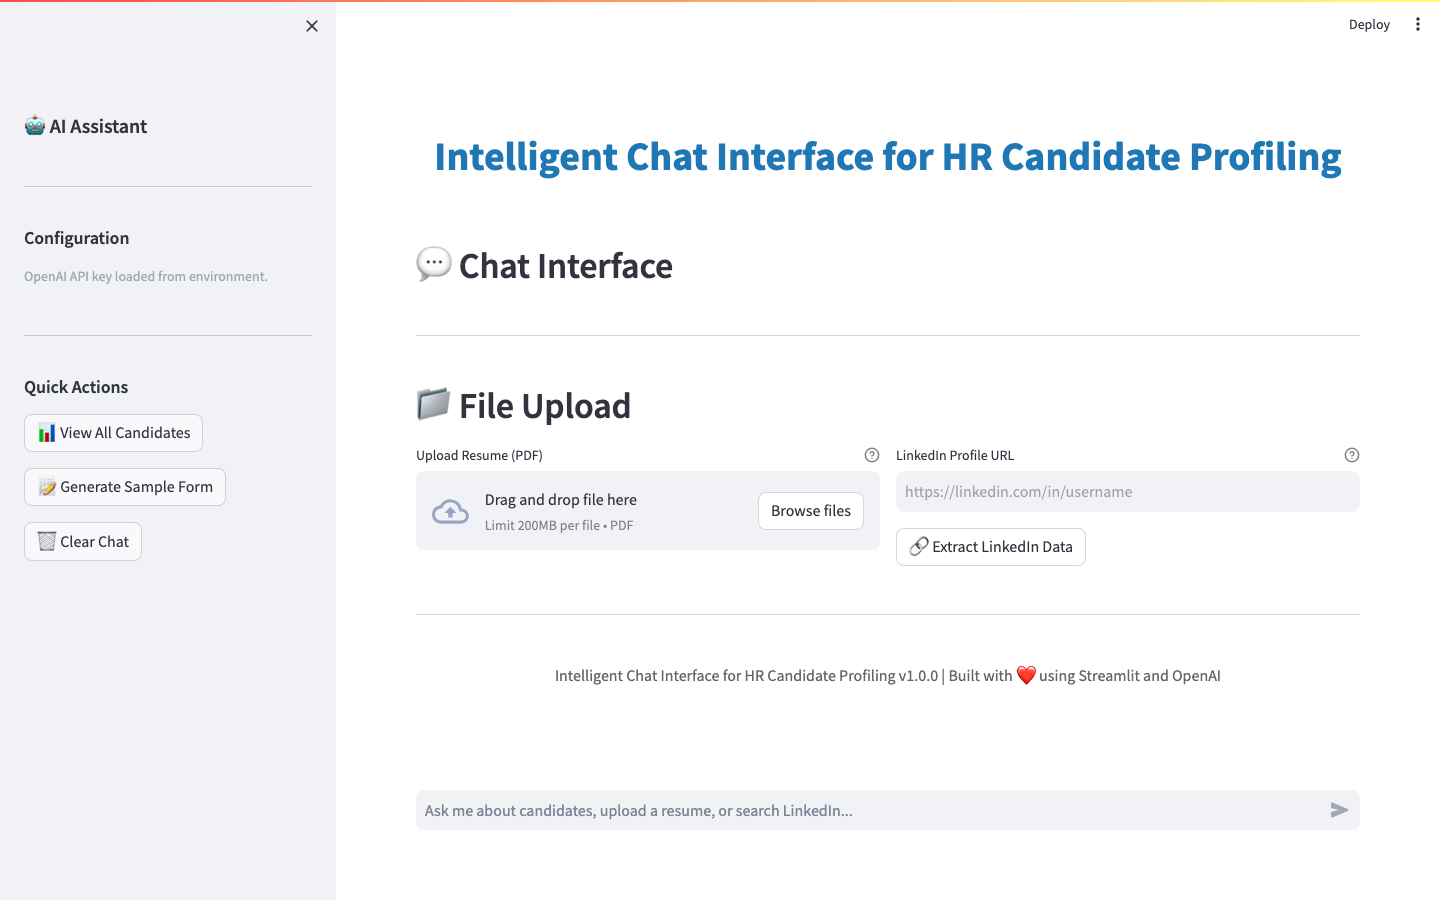 Deploy
AI Assistant
Configuration
OpenAI API key loaded from environment.
Quick Actions
View All Candidates
Generate Sample Form
Clear Chat
Intelligent Chat Interface for HR Candidate Profiling
Chat Interface
File Upload
Upload Resume (PDF)
Drag and drop file here
Limit 200MB per file • PDF
Browse files
LinkedIn Profile URL
https://linkedin.com/in/username
Extract LinkedIn Data
Intelligent Chat Interface for HR Candidate Profiling v1.0.0 | Built with ❤️ using Streamlit and OpenAI
Ask me about candidates, upload a resume, or search LinkedIn...